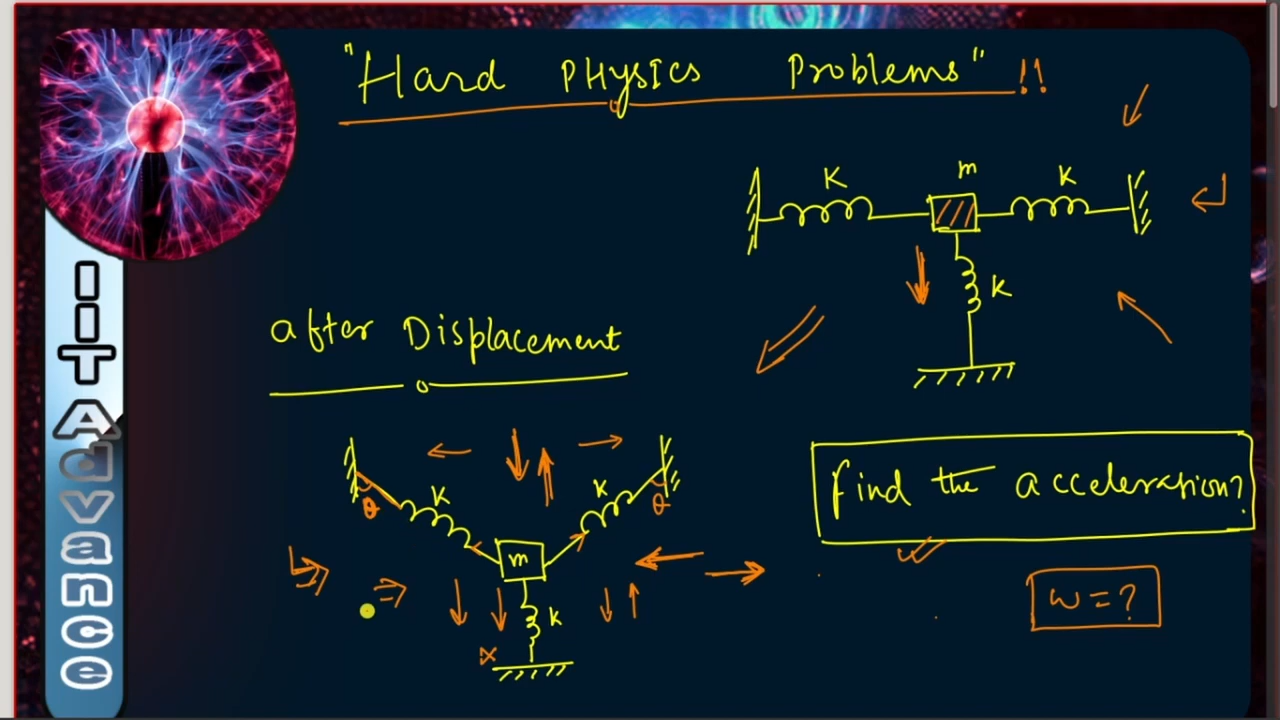 "Hard PHysics Problems" !!
m
K
K
K
after Displacement
K
K
θ
θ
m
K
x
find the acceleration?
w = ?
IIT Advance